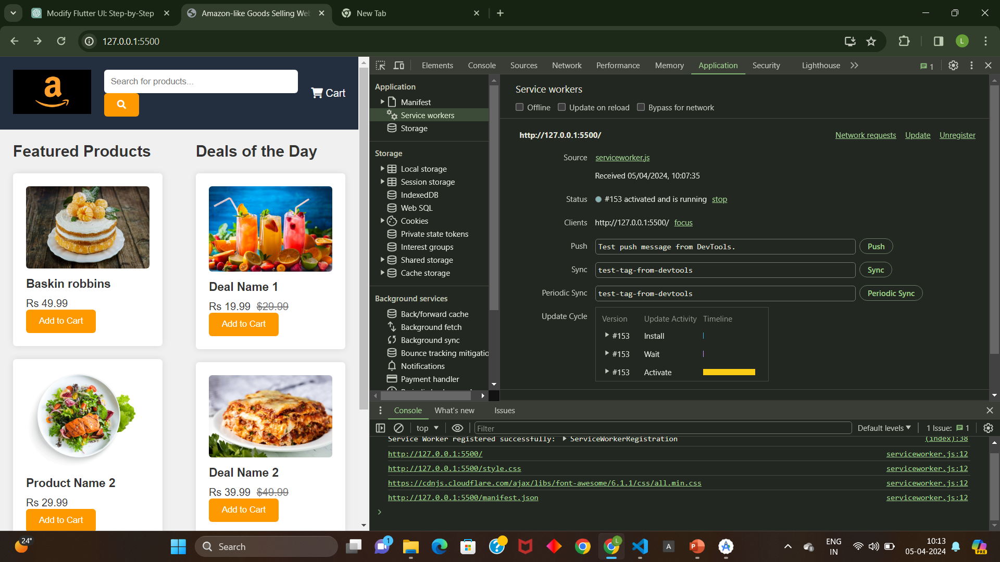 Modify Flutter UI: Step-by-Step
Amazon-like Goods Selling Web
New Tab
127.0.0.1:5500
L
a
Search for products...
Cart
Featured Products
Deals of the Day
Baskin robbins
Rs 49.99
Add to Cart
Deal Name 1
Rs 19.99 $29.99
Add to Cart
Product Name 2
Rs 29.99
Add to Cart
Deal Name 2
Rs 39.99 $49.99
Add to Cart
Elements Console Sources Network Performance Memory Application Security Lighthouse 1
Application
Manifest
Service workers
Storage
Storage
Local storage
Session storage
IndexedDB
Web SQL
Cookies
Private state tokens
Interest groups
Shared storage
Cache storage
Background services
Back/forward cache
Background fetch
Background sync
Bounce tracking mitigatio
Notifications
Payment handler
Service workers
Offline Update on reload Bypass for network
http://127.0.0.1:5500/ Network requests Update Unregister
Source serviceworker.js
Received 05/04/2024, 10:07:35
Status #153 activated and is running stop
Clients http://127.0.0.1:5500/ focus
Push Test push message from DevTools. Push
Sync test-tag-from-devtools Sync
Periodic Sync test-tag-from-devtools Periodic Sync
Update Cycle Version Update Activity Timeline
#153 Install
#153 Wait
#153 Activate
Console What's new Issues
top Filter Default levels 1 Issue: 1
Service Worker registered successfully: ServiceWorkerRegistration (index):38
http://127.0.0.1:5500/ serviceworker.js:12
http://127.0.0.1:5500/style.css serviceworker.js:12
https://cdnjs.cloudflare.com/ajax/libs/font-awesome/6.1.1/css/all.min.css serviceworker.js:12
http://127.0.0.1:5500/manifest.json serviceworker.js:12
24°
Search
1
L
A
P
ENG
IN
10:13
05-04-2024
PRE